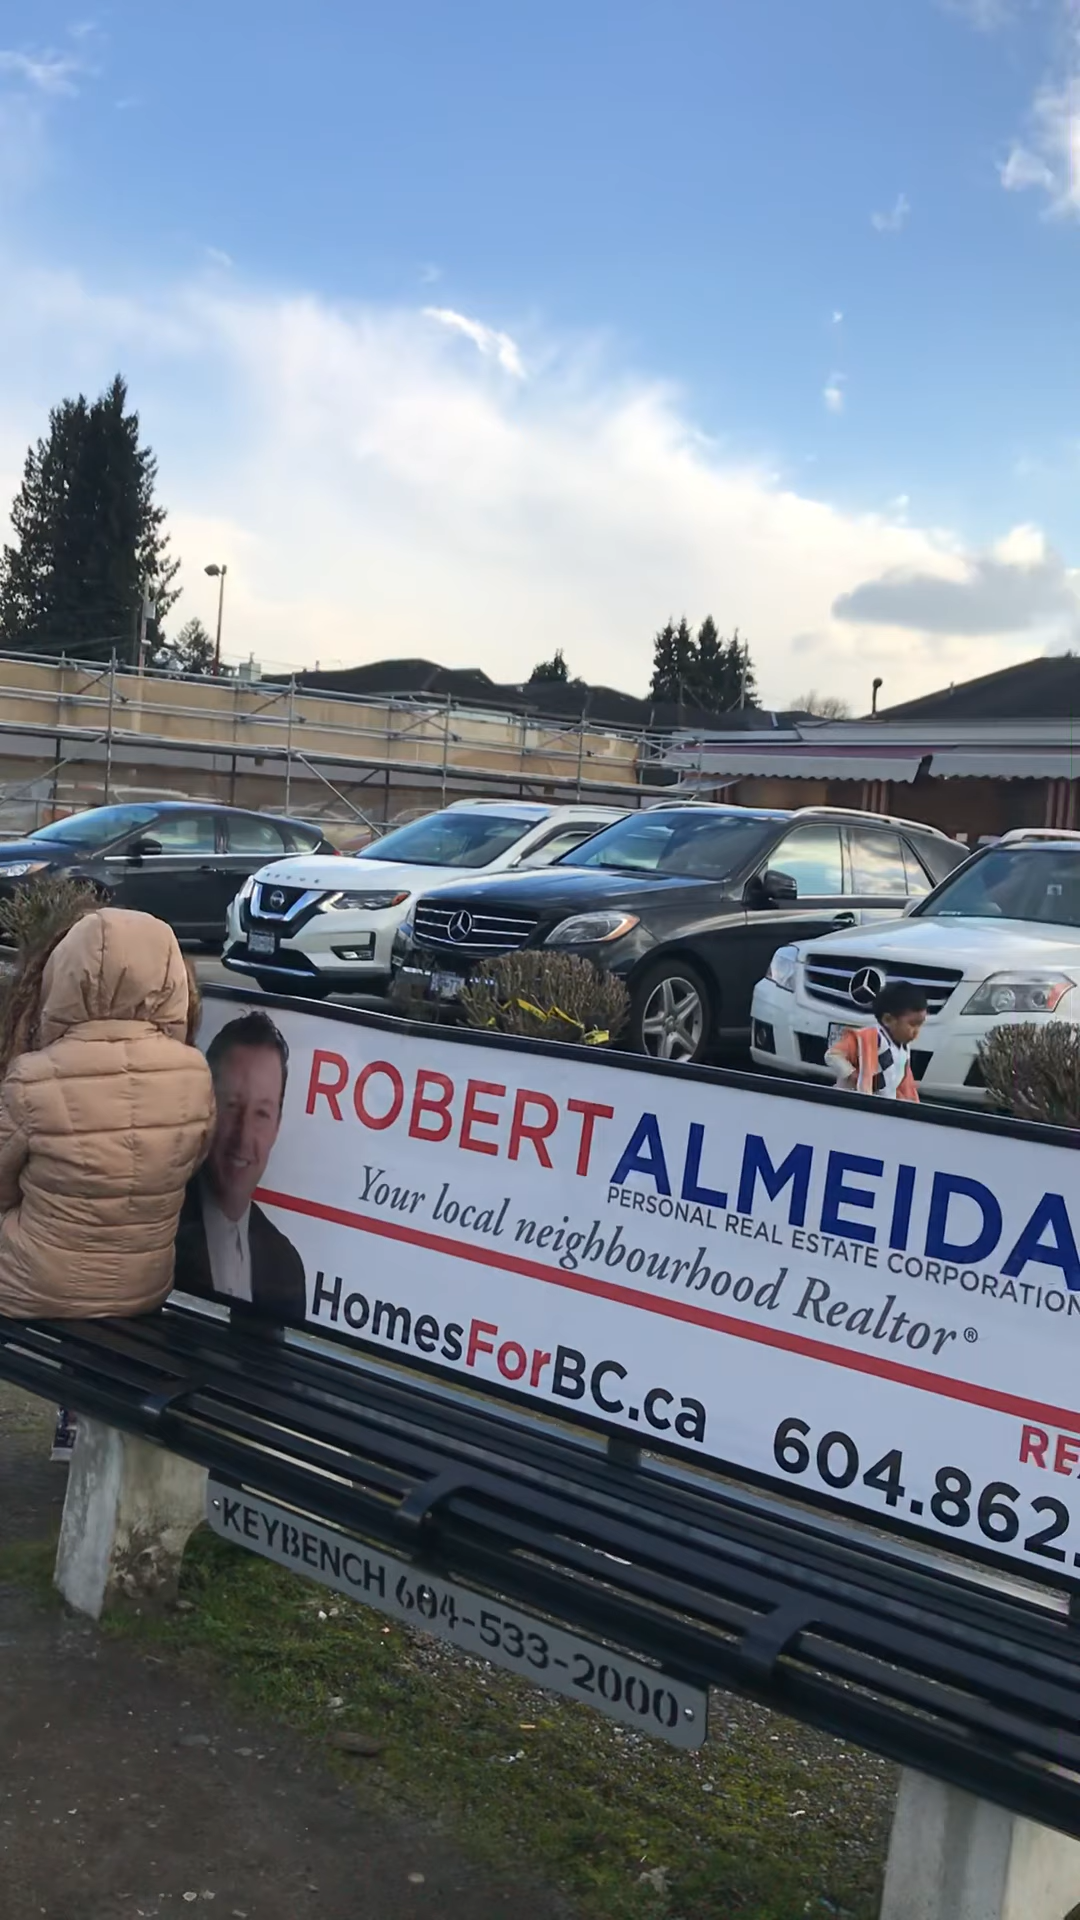 ROBERT ALMEIDA
PERSONAL REAL ESTATE CORPORATION
Your local neighbourhood Realtor®
HomesForBC.ca
604.862.
KEYBENCH 604-533-2000